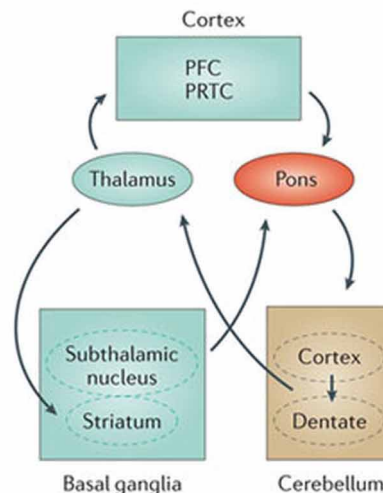 Cortex
PFC
PRTC
Thalamus
Pons
Subthalamic
nucleus
Striatum
Cortex
Dentate
Basal ganglia
Cerebellum